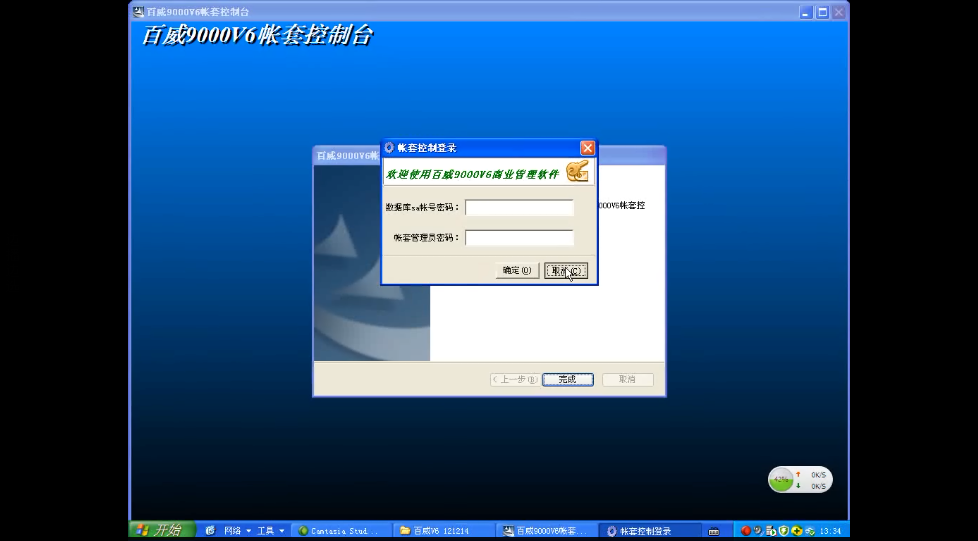 百威9000V6帐套控制台
百威9000V6帐套控制台
百威9000V6帐
帐套控制登录
欢迎使用百威9000V6商业管理软件
数据库sa帐号密码：
000V6帐套控
帐套管理员密码：
确定(O)
取消(C)
<上一步(B)
完成
取消
42%
0K/S
0K/S
开始
网络
工具
Camtasia Stud...
百威V6 121214
百威9000V6帐套...
帐套控制登录
13:34